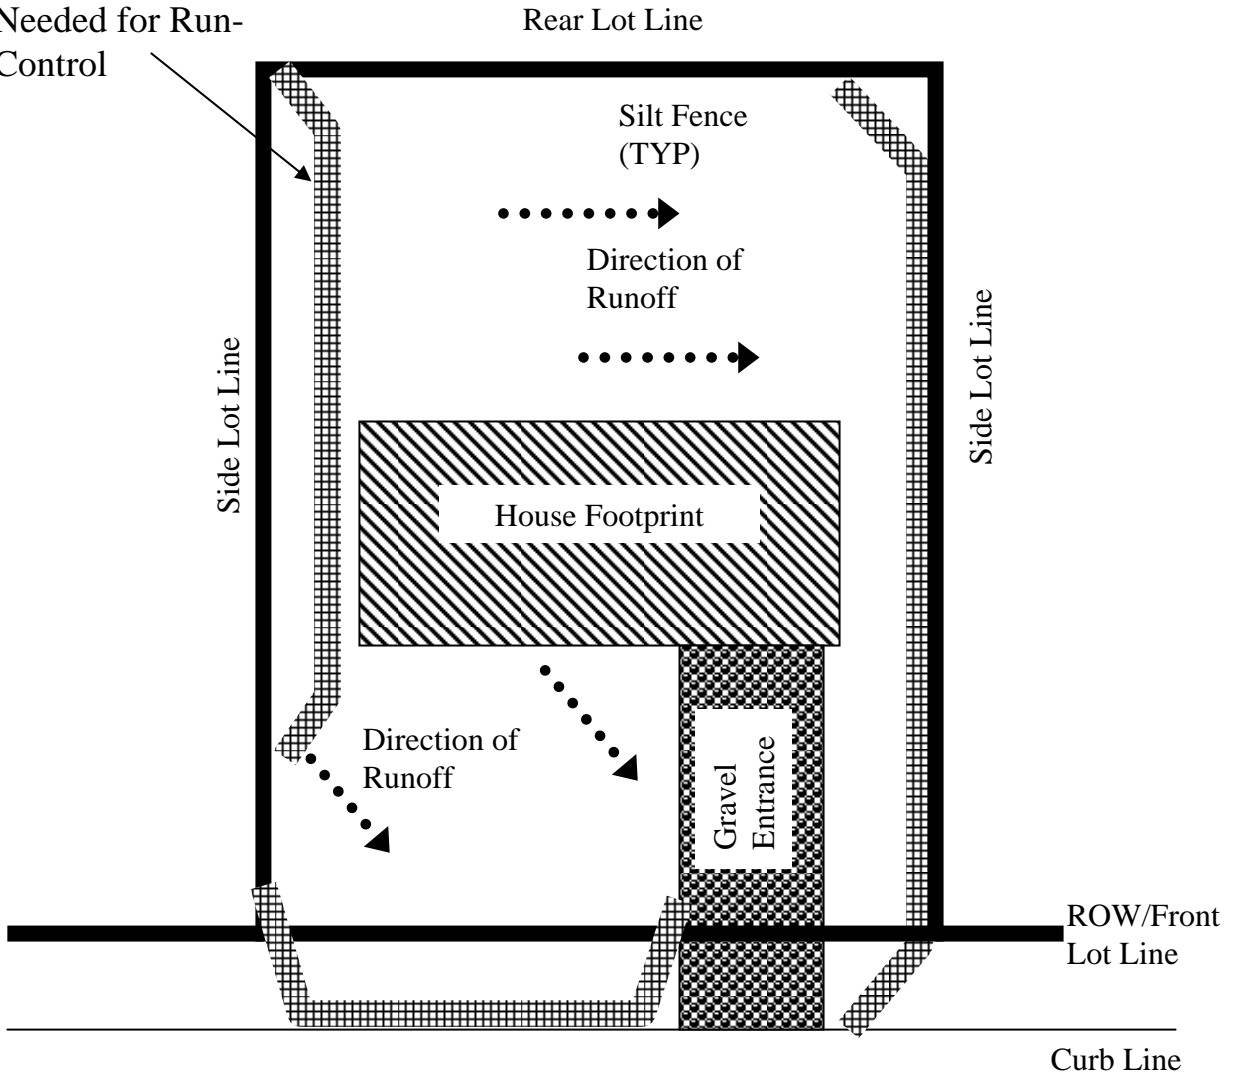 Needed for Run-
Control
Rear Lot Line
Silt Fence
(TYP)
Direction of
Runoff
Side Lot Line
Side Lot Line
House Footprint
Direction of
Runoff
Gravel
Entrance
ROW/Front
Lot Line
Curb Line